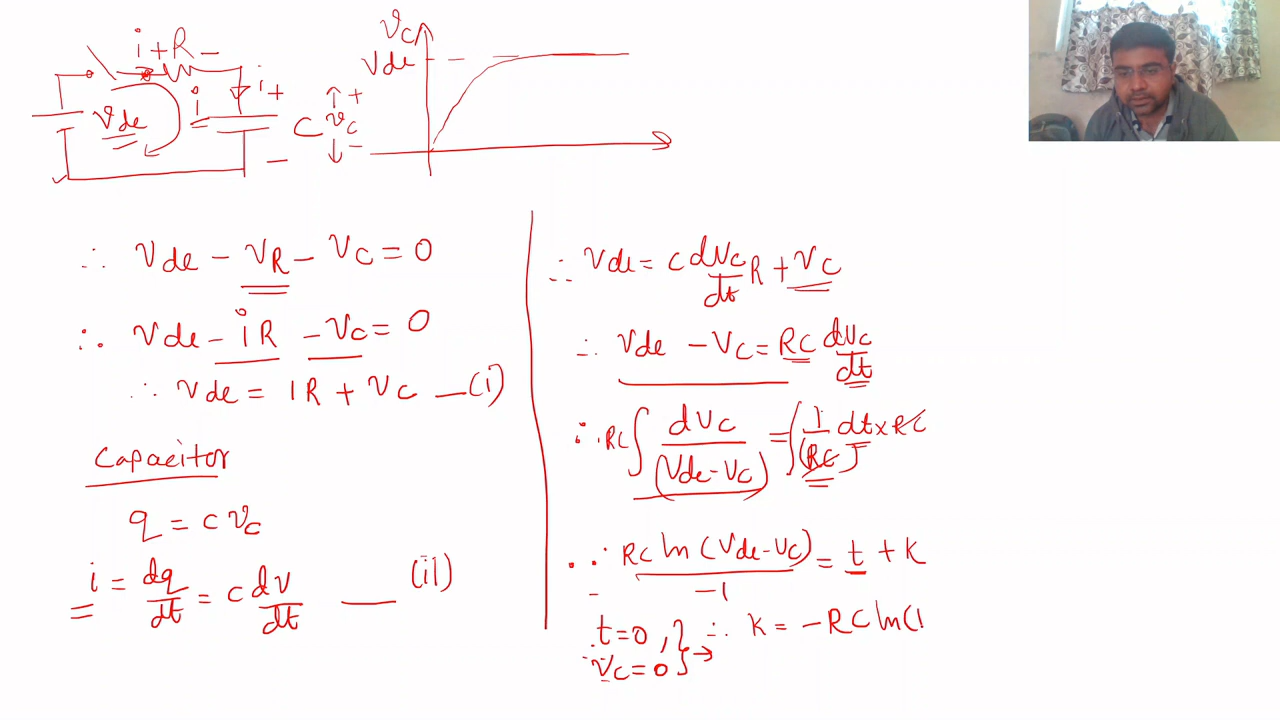 i + R -
Vdc
i
i +
-
C
+
Vc
-
Vc
Vdc
∴ Vdc - VR - Vc = 0
∴ Vdc - iR - Vc = 0
∴ Vdc = iR + Vc — (i)
Capacitor
q = cVc
i = dq/dt = c dv/dt — (ii)
∴ Vdc = C dVc/dt R + Vc
∴ Vdc - Vc = RC dVc/dt
∴ RC ∫ dVc/(Vdc - Vc) = ∫ 1/(RC) dt × RC
∴ RC ln(Vdc - Vc)/-1 = t + K
t = 0, } ∴ K = -RC ln(
Vc = 0 } →